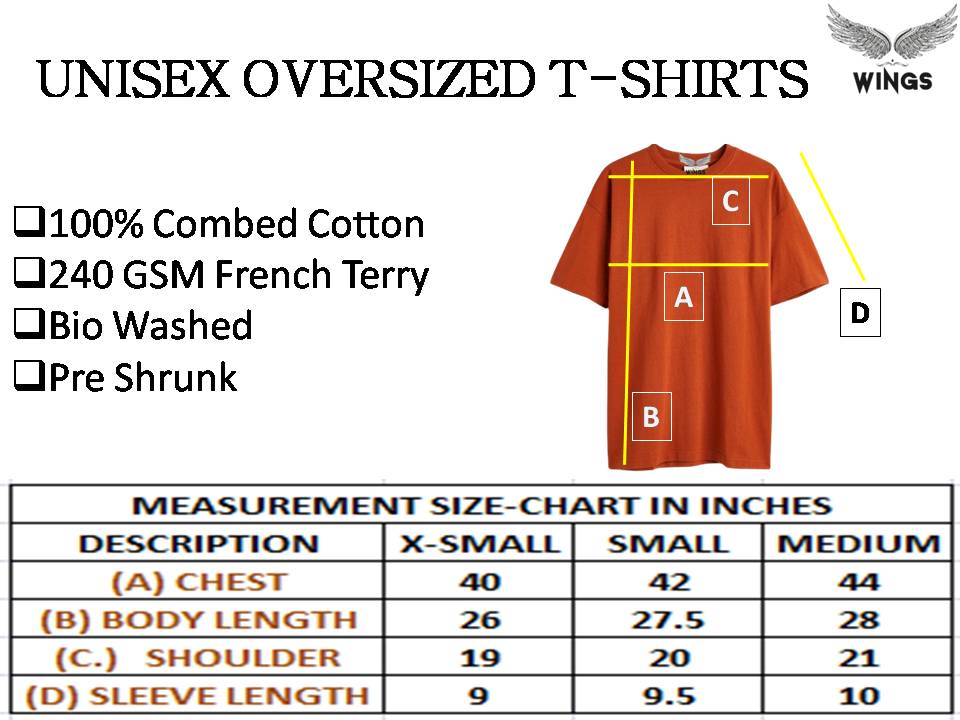 UNISEX OVERSIZED T-SHIRTS
WINGS
100% Combed Cotton
240 GSM French Terry
Bio Washed
Pre Shrunk
WINGS
C
A
D
B
MEASUREMENT SIZE-CHART IN INCHES
DESCRIPTION X-SMALL SMALL MEDIUM
(A) CHEST 40 42 44
(B) BODY LENGTH 26 27.5 28
(C.) SHOULDER 19 20 21
(D) SLEEVE LENGTH 9 9.5 10